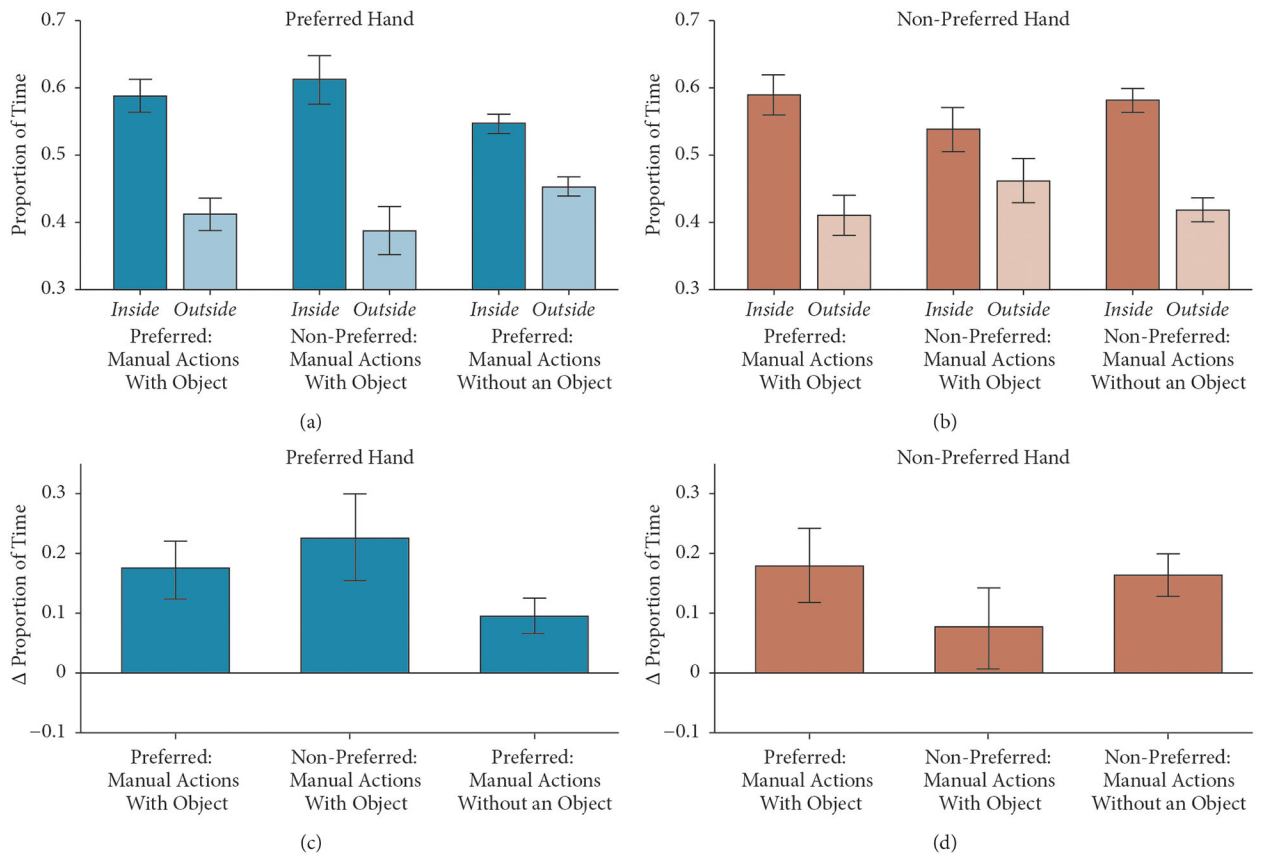 Preferred Hand
Proportion of Time
0.7
0.6
0.5
0.4
0.3
Inside Outside Inside Outside Inside Outside
Preferred: Non-Preferred: Preferred:
Manual Actions Manual Actions Manual Actions
With Object With Object Without an Object
(a)
Non-Preferred Hand
Proportion of Time
0.7
0.6
0.5
0.4
0.3
Inside Outside Inside Outside Inside Outside
Preferred: Non-Preferred: Non-Preferred:
Manual Actions Manual Actions Manual Actions
With Object With Object Without an Object
(b)
Preferred Hand
Δ Proportion of Time
0.3
0.2
0.1
0
−0.1
Preferred: Non-Preferred: Preferred:
Manual Actions Manual Actions Manual Actions
With Object With Object Without an Object
(c)
Non-Preferred Hand
Δ Proportion of Time
0.3
0.2
0.1
0
−0.1
Preferred: Non-Preferred: Non-Preferred:
Manual Actions Manual Actions Manual Actions
With Object With Object Without an Object
(d)